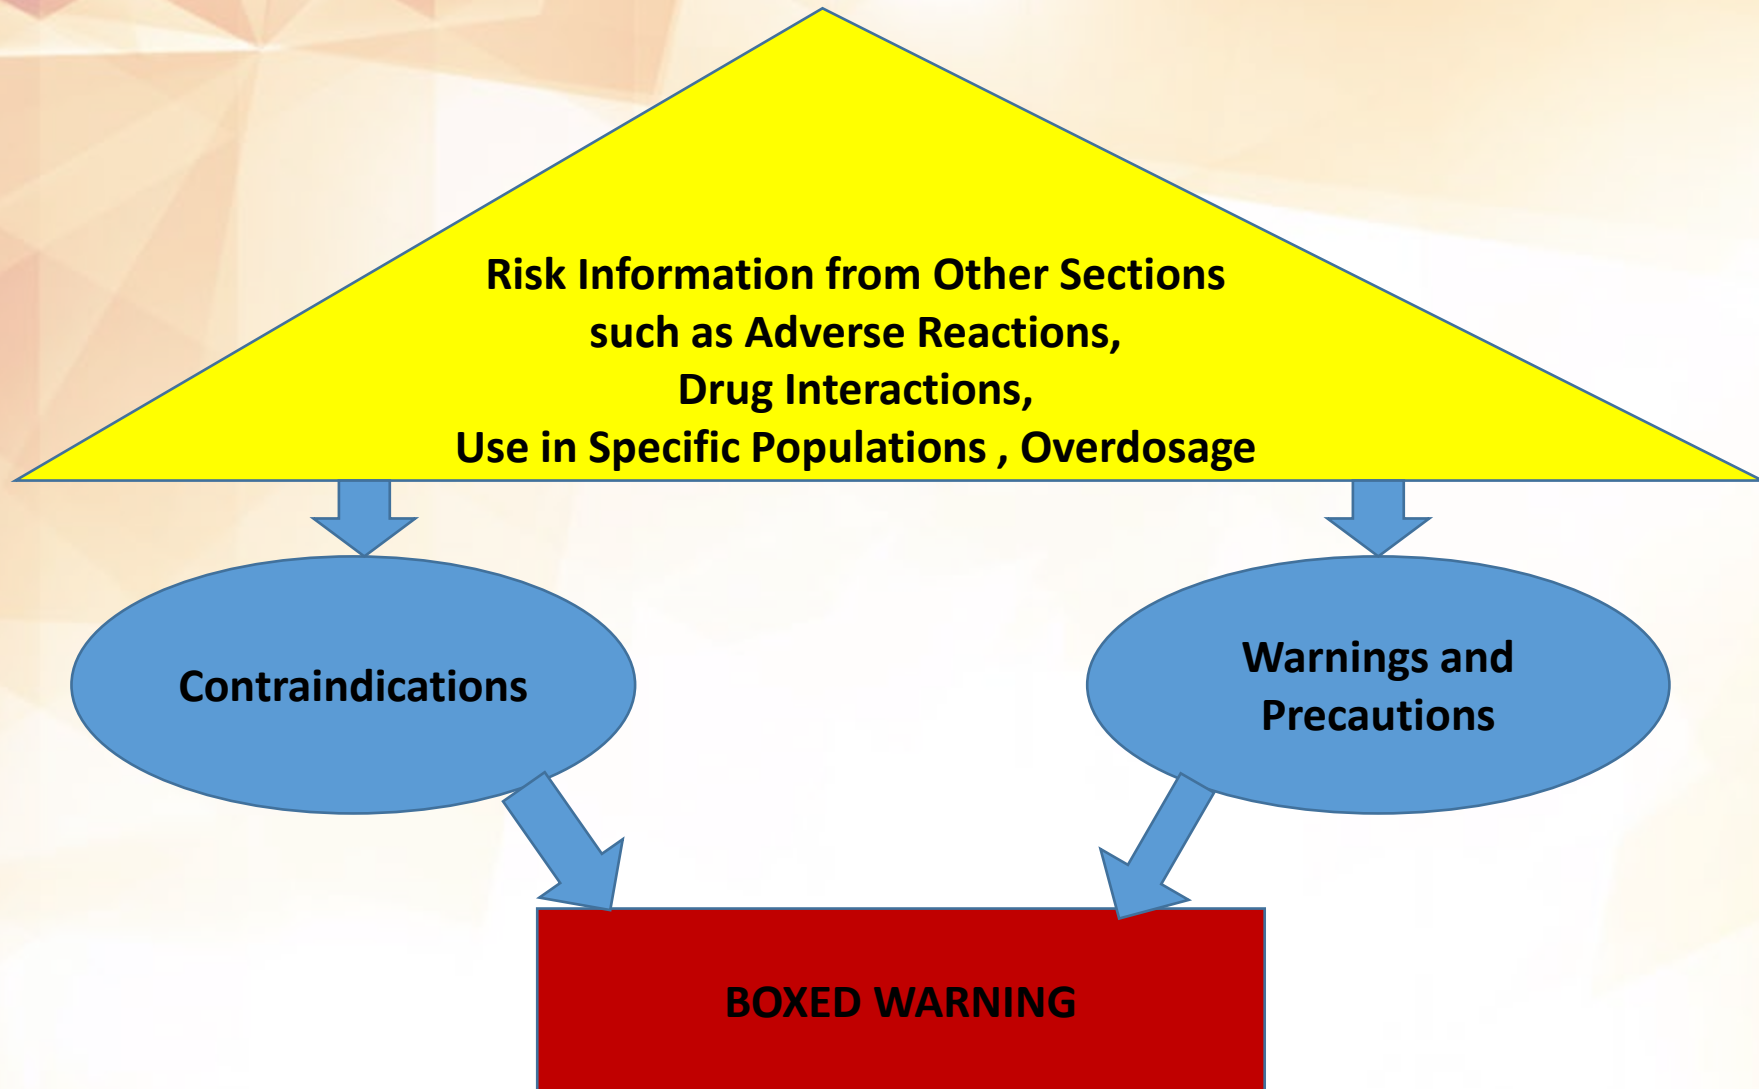 Risk Information from Other Sections
such as Adverse Reactions,
Drug Interactions,
Use in Specific Populations , Overdosage
Contraindications
Warnings and
Precautions
BOXED WARNING